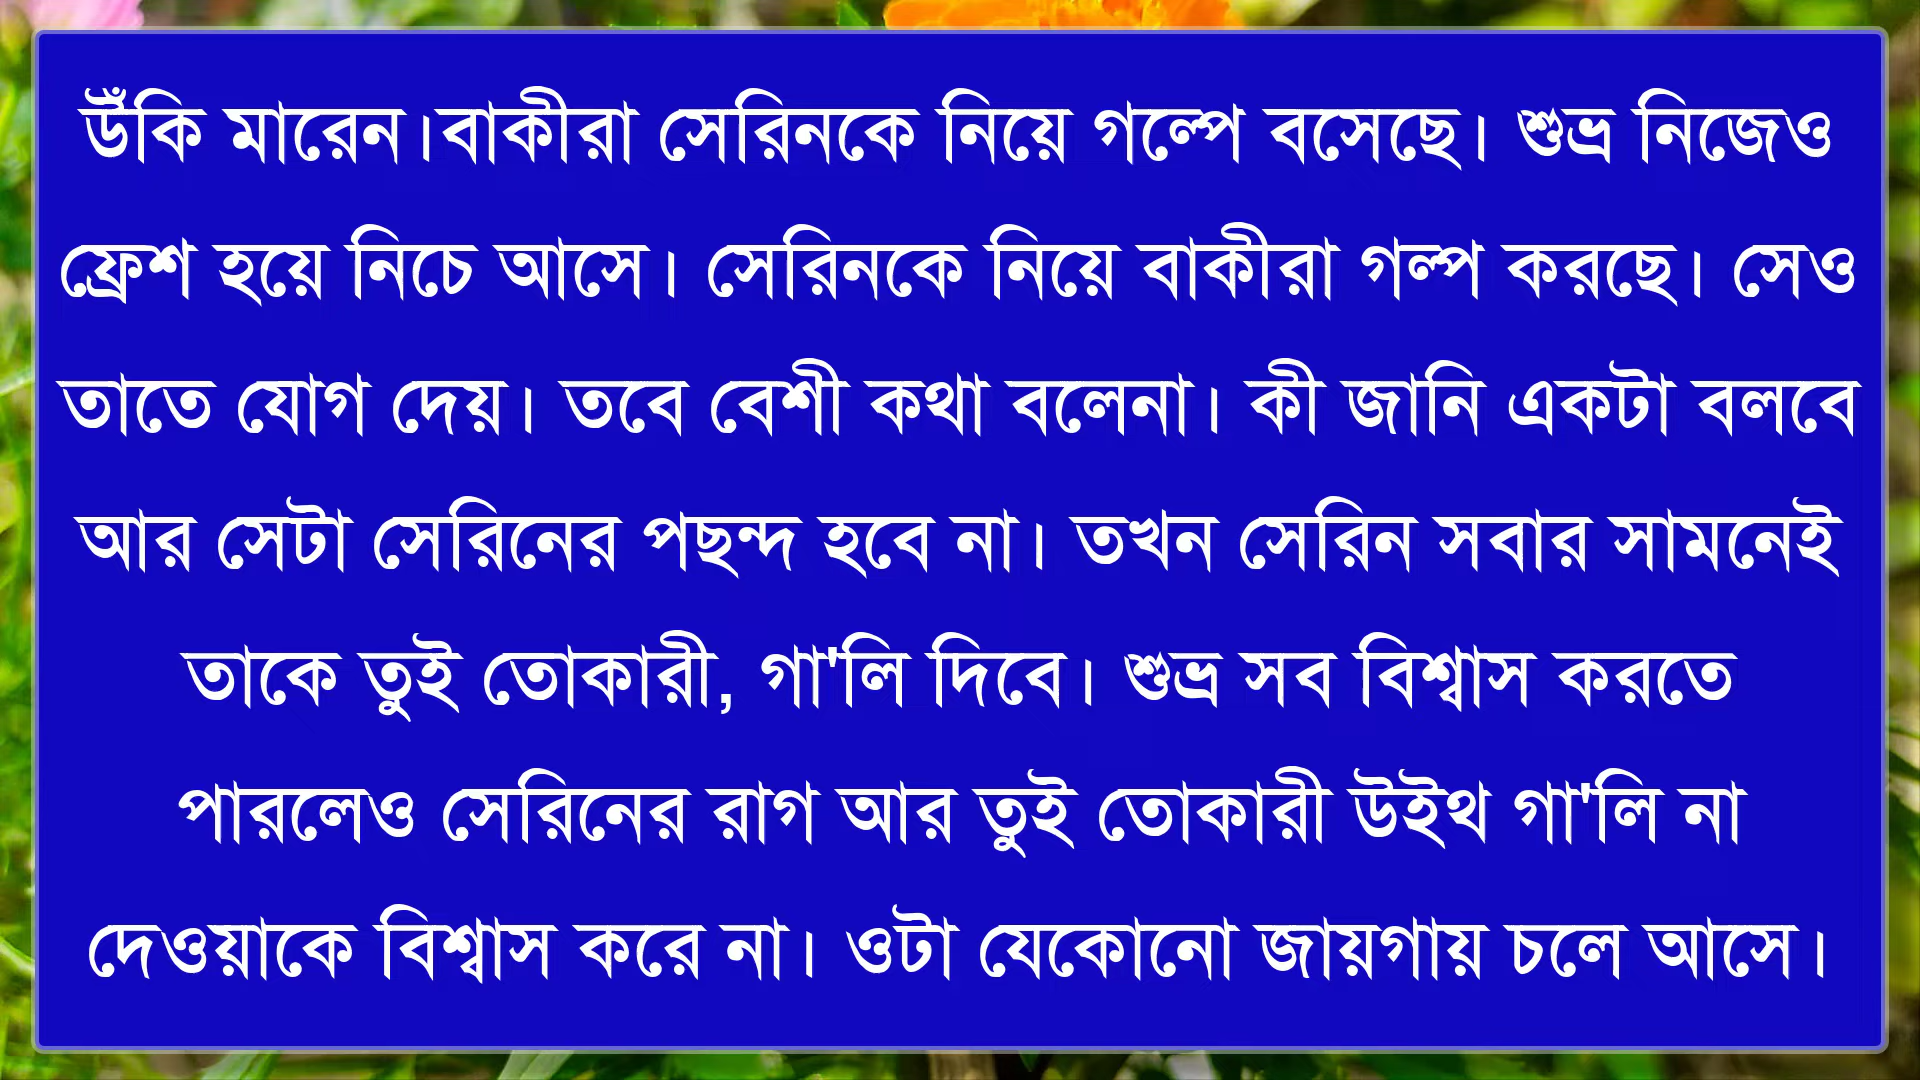 উঁকি মারেন।বাকীরা সেরিনকে নিয়ে গল্পে বসেছে। শুভ্র নিজেও
ফ্রেশ হয়ে নিচে আসে। সেরিনকে নিয়ে বাকীরা গল্প করছে। সেও
তাতে যোগ দেয়। তবে বেশী কথা বলেনা। কী জানি একটা বলবে
আর সেটা সেরিনের পছন্দ হবে না। তখন সেরিন সবার সামনেই
তাকে তুই তোকারী, গা'লি দিবে। শুভ্র সব বিশ্বাস করতে
পারলেও সেরিনের রাগ আর তুই তোকারী উইথ গা'লি না
দেওয়াকে বিশ্বাস করে না। ওটা যেকোনো জায়গায় চলে আসে।